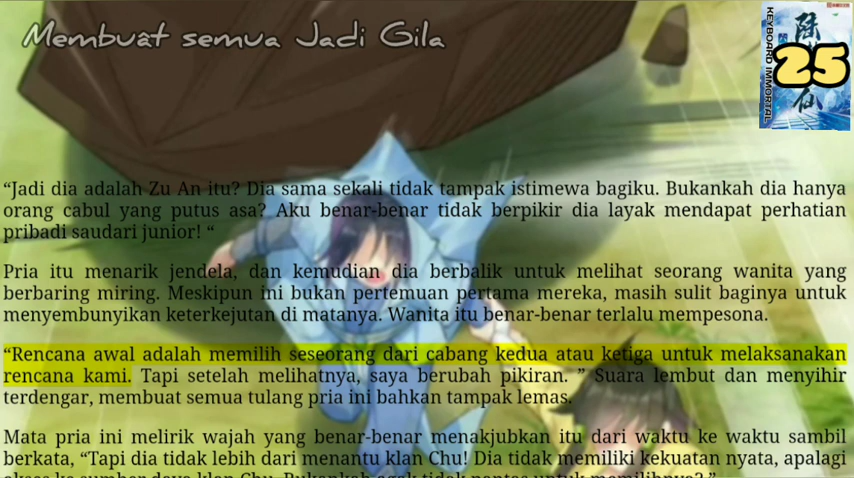 Membuat semua Jadi Gila
KEYBOARD IMMORTAL
25
“Jadi dia adalah Zu An itu? Dia sama sekali tidak tampak istimewa bagiku. Bukankah dia hanya
orang cabul yang putus asa? Aku benar-benar tidak berpikir dia layak mendapat perhatian
pribadi saudari junior! “
Pria itu menarik jendela, dan kemudian dia berbalik untuk melihat seorang wanita yang
berbaring miring. Meskipun ini bukan pertemuan pertama mereka, masih sulit baginya untuk
menyembunyikan keterkejutan di matanya. Wanita itu benar-benar terlalu mempesona.
“Rencana awal adalah memilih seseorang dari cabang kedua atau ketiga untuk melaksanakan
rencana kami. Tapi setelah melihatnya, saya berubah pikiran. ” Suara lembut dan menyihir
terdengar, membuat semua tulang pria ini bahkan tampak lemas.
Mata pria ini melirik wajah yang benar-benar menakjubkan itu dari waktu ke waktu sambil
berkata, “Tapi dia tidak lebih dari menantu klan Chu! Dia tidak memiliki kekuatan nyata, apalagi